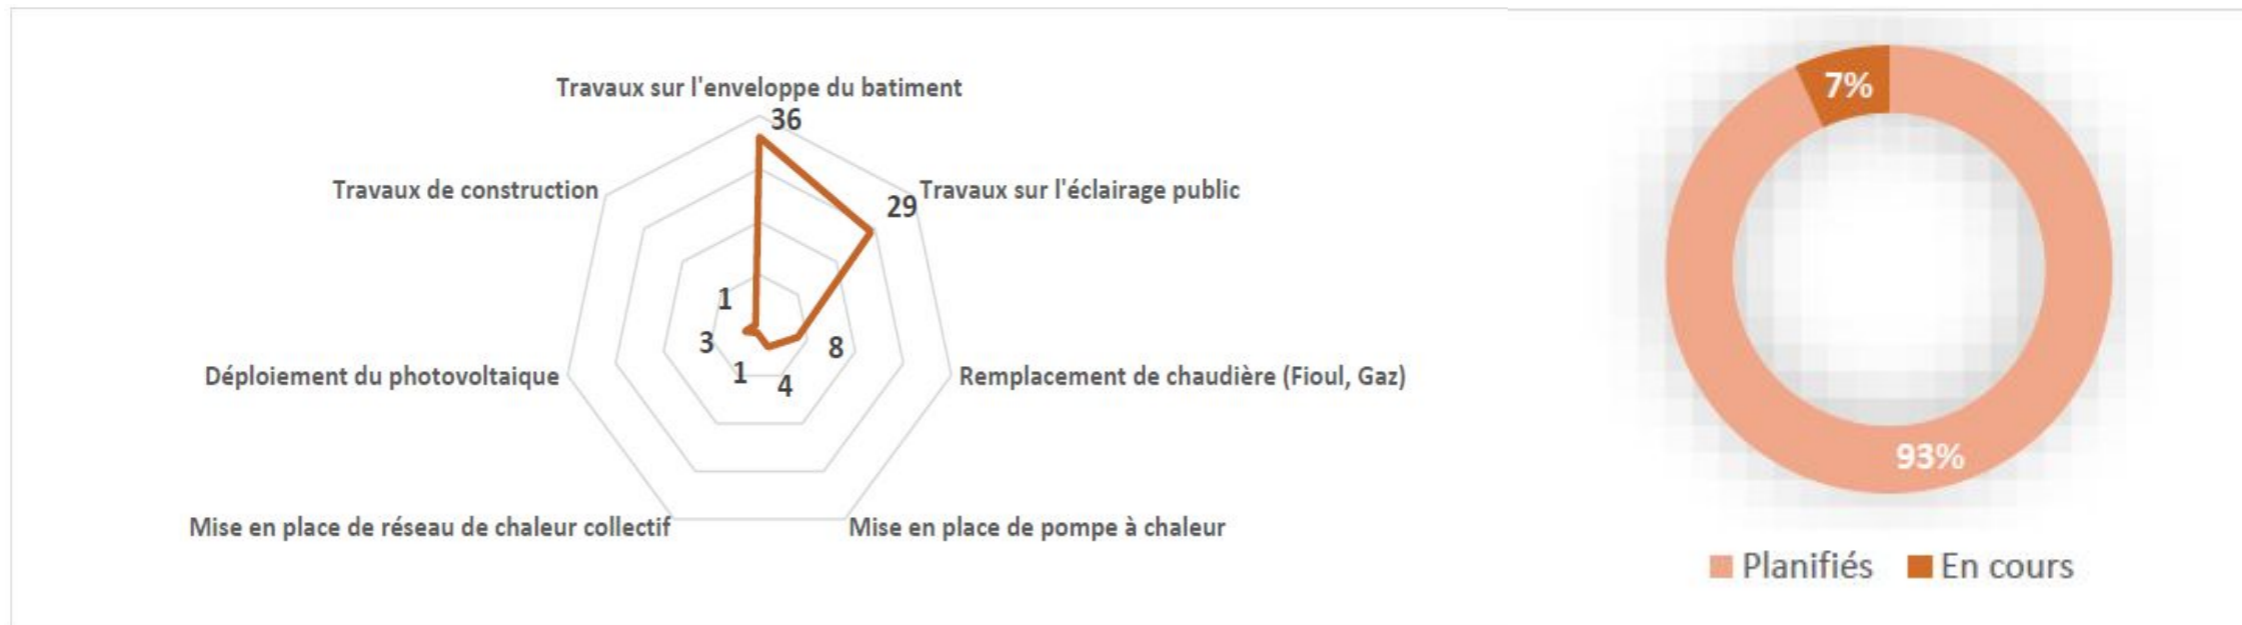 Travaux sur l'enveloppe du batiment
36
Travaux de construction
Travaux sur l'éclairage public
29
1
3
8
1
4
Déploiement du photovoltaique
Remplacement de chaudière (Fioul, Gaz)
Mise en place de réseau de chaleur collectif
Mise en place de pompe à chaleur
7%
93%
Planifiés
En cours